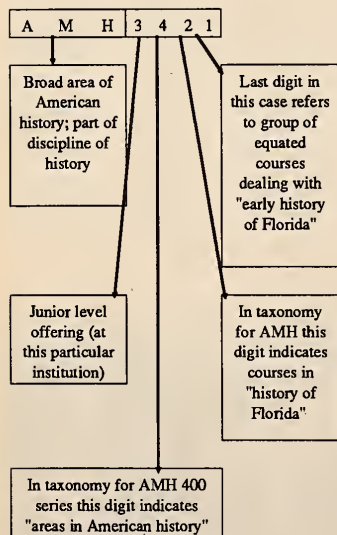 A M H 3 4 2 1
Broad area of
American
history; part of
discipline of
history
Last digit in
this case refers
to group of
equated
courses
dealing with
"early history
of Florida"
Junior level
offering (at
this particular
institution)
In taxonomy
for AMH this
digit indicates
courses in
"history of
Florida"
In taxonomy for AMH 400
series this digit indicates
"areas in American history"